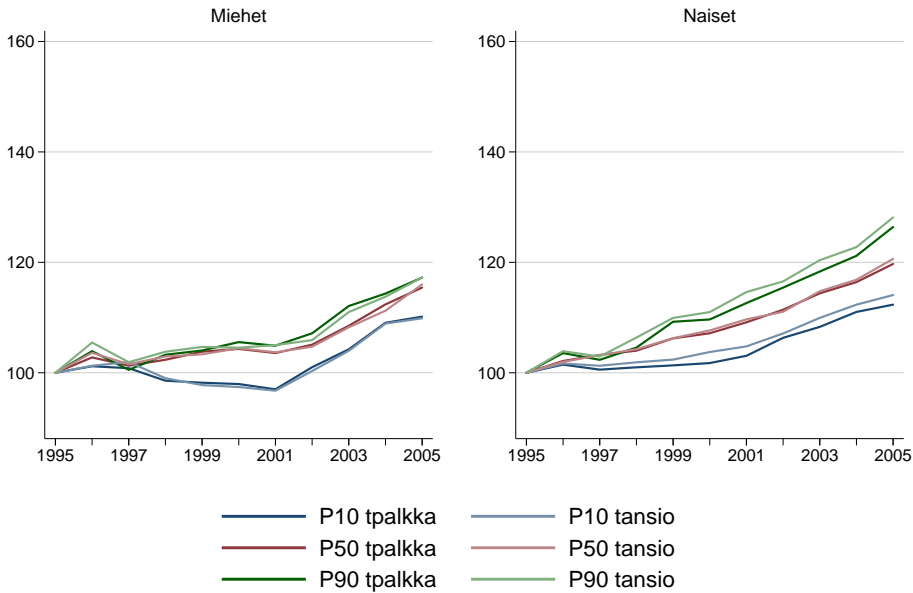 Miehet
160
140
120
100
1995 1997 1999 2001 2003 2005
Naiset
160
140
120
100
1995 1997 1999 2001 2003 2005
P10 tpalkka P10 tansio
P50 tpalkka P50 tansio
P90 tpalkka P90 tansio